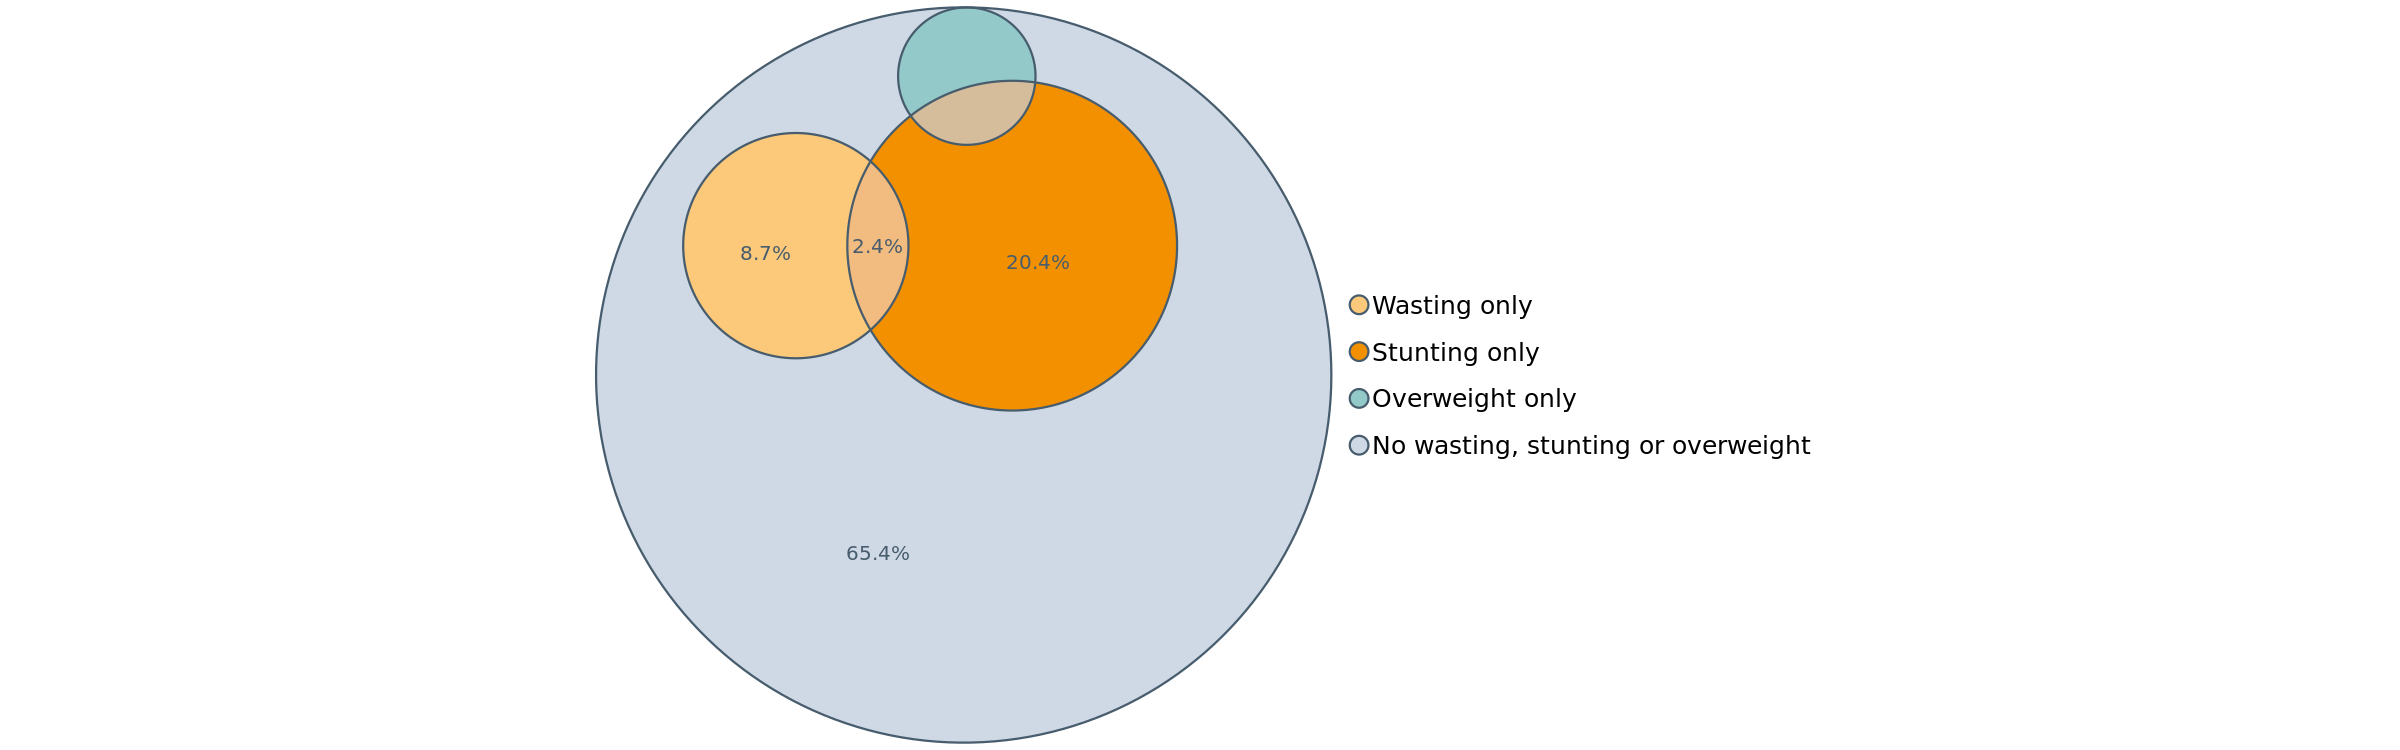 8.7%
2.4%
20.4%
65.4%
Wasting only
Stunting only
Overweight only
No wasting, stunting or overweight